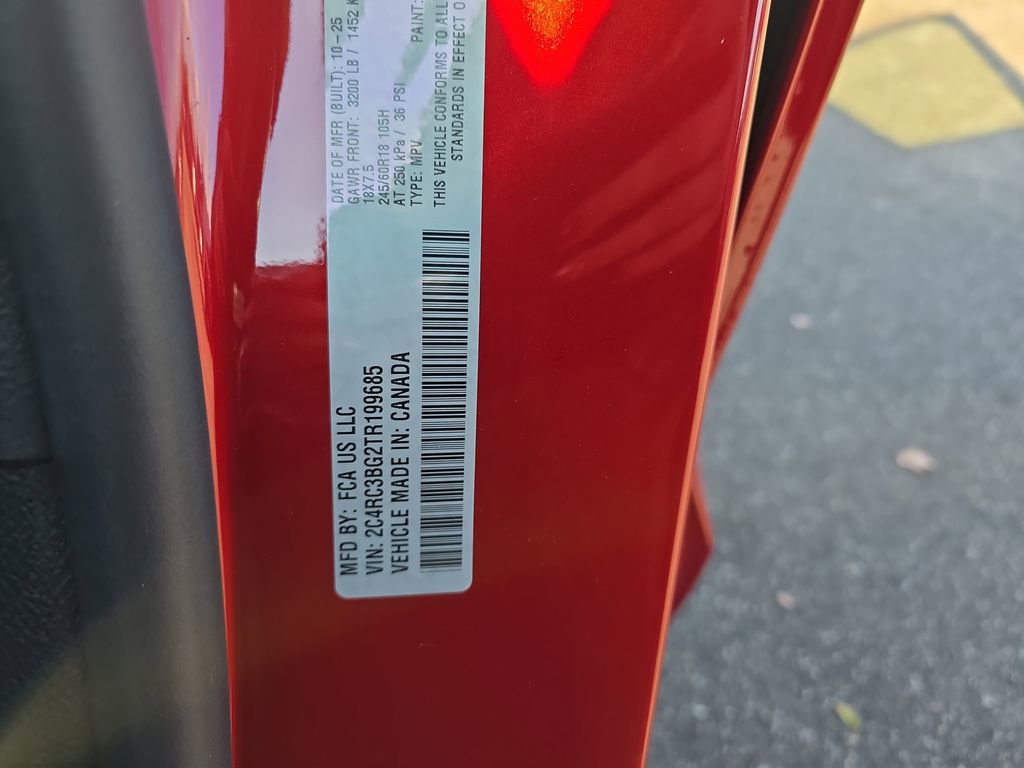 MFD BY: FCA US LLC
VIN: 2C4RC3BG2TR199685
VEHICLE MADE IN: CANADA
DATE OF MFR (BUILT): 10-25
GAWR FRONT: 3200 LB / 1452 K
18X7.5
245/60R18 105H
AT 250 kPa / 36 PSI
TYPE: MPV PAINT:
THIS VEHICLE CONFORMS TO ALL
STANDARDS IN EFFECT O